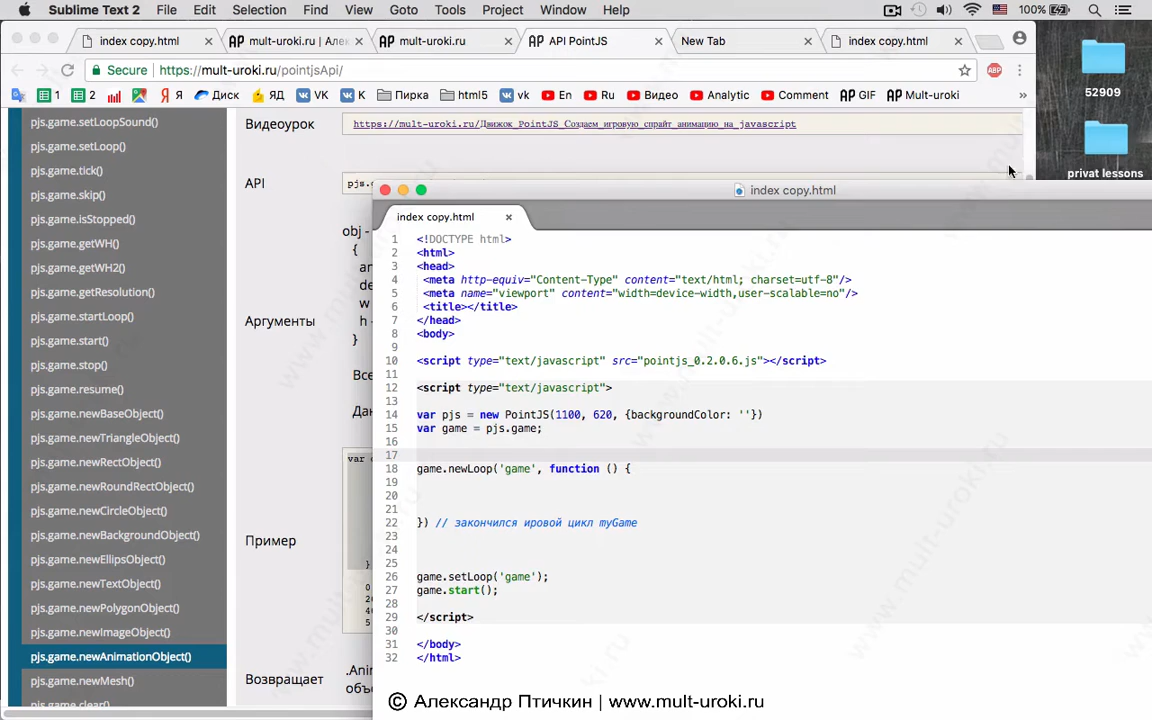 Sublime Text 2 File Edit Selection Find View Goto Tools Project Window Help 100%
index copy.html mult-uroki.ru | Ален mult-uroki.ru API PointJS New Tab index copy.html
Secure https://mult-uroki.ru/pointjsApi/ ABP
1 2 Я ДИСК ЯД VK K Пирка html5 vk En Ru Видео Analytic Comment GIF Mult-uroki »
52909
privat lessons
pjs.game.setLoopSound()
pjs.game.setLoop()
pjs.game.tick()
pjs.game.skip()
pjs.game.isStopped()
pjs.game.getWH()
pjs.game.getWH2()
pjs.game.getResolution()
pjs.game.startLoop()
pjs.game.start()
pjs.game.stop()
pjs.game.resume()
pjs.game.newBaseObject()
pjs.game.newTriangleObject()
pjs.game.newRectObject()
pjs.game.newRoundRectObject()
pjs.game.newCircleObject()
pjs.game.newBackgroundObject()
pjs.game.newEllipsObject()
pjs.game.newTextObject()
pjs.game.newPolygonObject()
pjs.game.newImageObject()
pjs.game.newAnimationObject()
pjs.game.newMesh()
Видеоурок https://mult-uroki.ru/Движок_PointJS_Создаем_игровую_спрайт_анимацию_на_javascript
API
obj -
{
w
h -
}
Аргументы
Все
Пример
Возвращает
index copy.html
index copy.html
1 <!DOCTYPE html>
2 <html>
3 <head>
4 <meta http-equiv="Content-Type" content="text/html; charset=utf-8"/>
5 <meta name="viewport" content="width=device-width,user-scalable=no"/>
6 <title></title>
7 </head>
8 <body>
9
10 <script type="text/javascript" src="pointjs_0.2.0.6.js"></script>
11
12 <script type="text/javascript">
13
14 var pjs = new PointJS(1100, 620, {backgroundColor: ''})
15 var game = pjs.game;
16
17
18 game.newLoop('game', function () {
19
20
21
22 }) // закончился ировой цикл myGame
23
24
25
26 game.setLoop('game');
27 game.start();
28
29 </script>
30
31 </body>
32 </html>
© Александр Птичкин | www.mult-uroki.ru